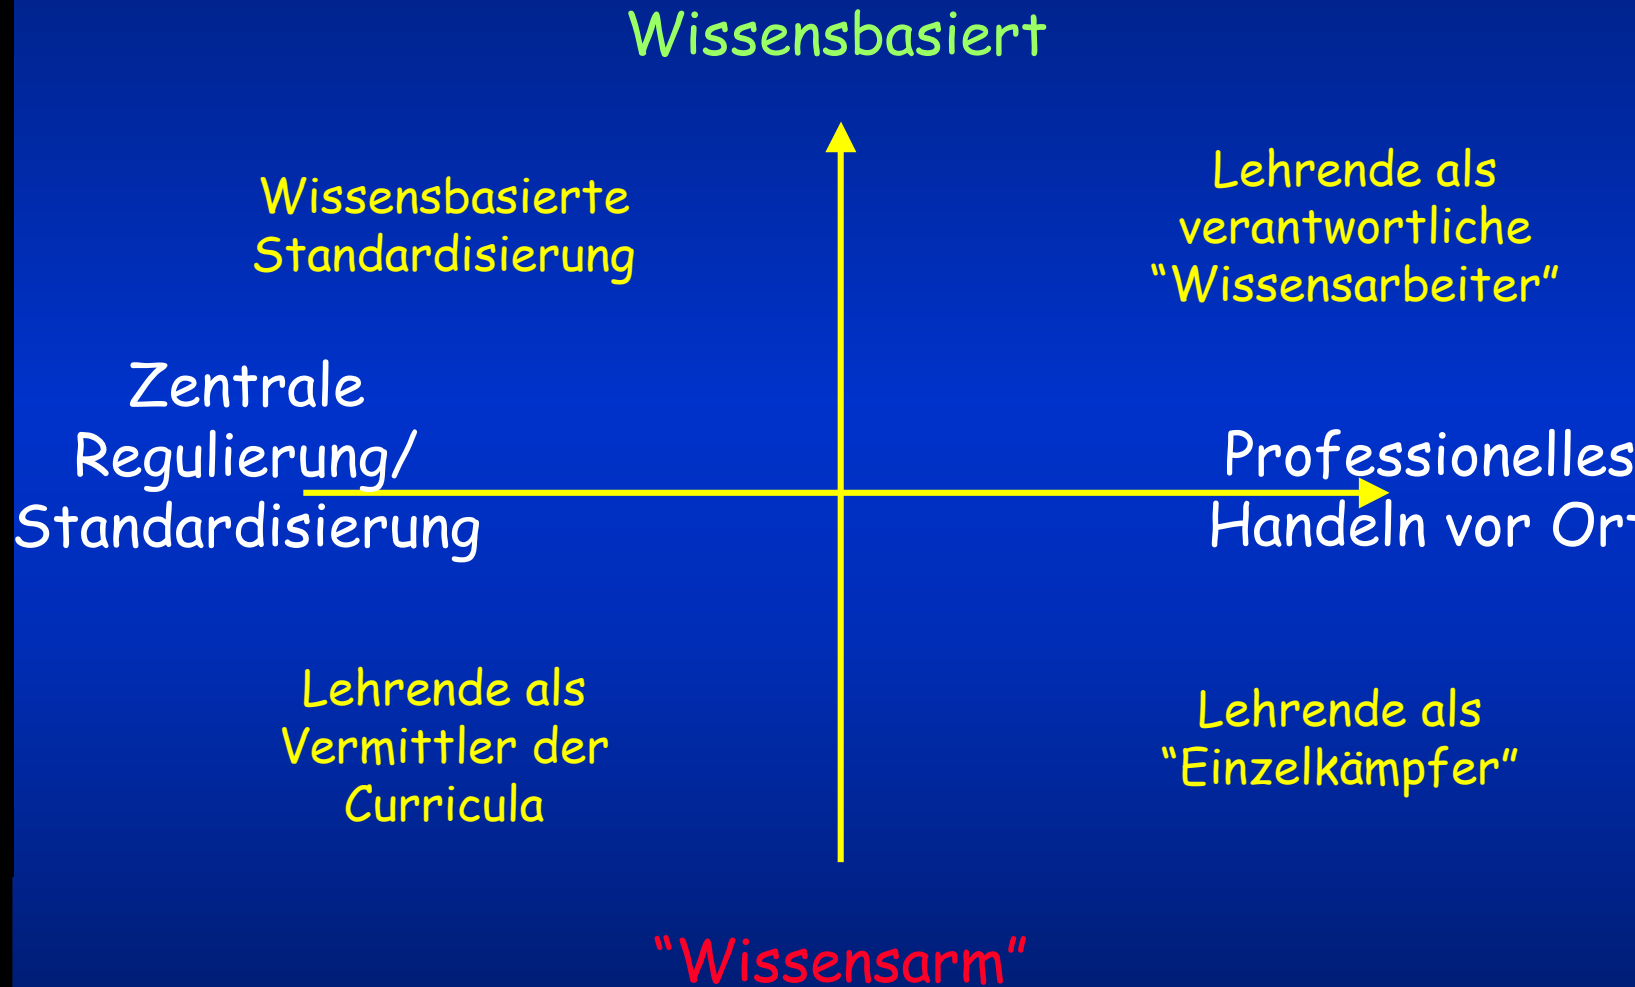 Wissensbasiert
Wissensbasierte
Standardisierung
Lehrende als
verantwortliche
“Wissensarbeiter”
Zentrale
Regulierung/
Standardisierung
Professionelles
Handeln vor Ort
Lehrende als
Vermittler der
Curricula
Lehrende als
“Einzelkämpfer”
“Wissensarm”